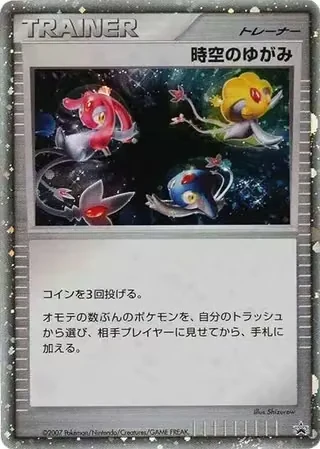 TRAINER
トレーナー
時空のゆがみ
コインを3回投げる。
オモテの数ぶんのポケモンを、自分のトラッシュ
から選び、相手プレイヤーに見せてから、手札に
加える。
Illus. Shizurow
©2007 Pokémon/Nintendo/Creatures/GAME FREAK.